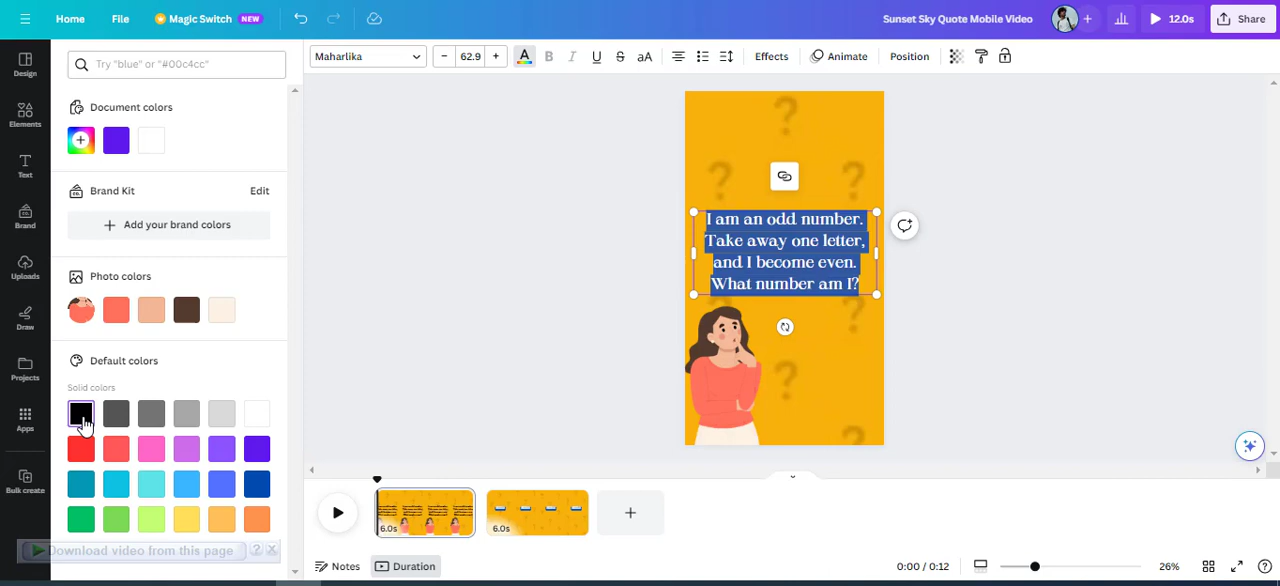 Home
File
Magic Switch NEW
Sunset Sky Quote Mobile Video
12.0s
Share
Design
Elements
Text
Brand
Uploads
Draw
Projects
Apps
Bulk create
Try "blue" or "#00c4cc"
Document colors
Brand Kit
Edit
Add your brand colors
Photo colors
Default colors
Solid colors
Download video from this page ? X
Maharlika
– 62.9 +
A B I U S aA
Effects
Animate
Position
I am an odd number.
Take away one letter,
and I become even.
What number am I?
6.0s
6.0s
Notes
Duration
0:00 / 0:12
26%